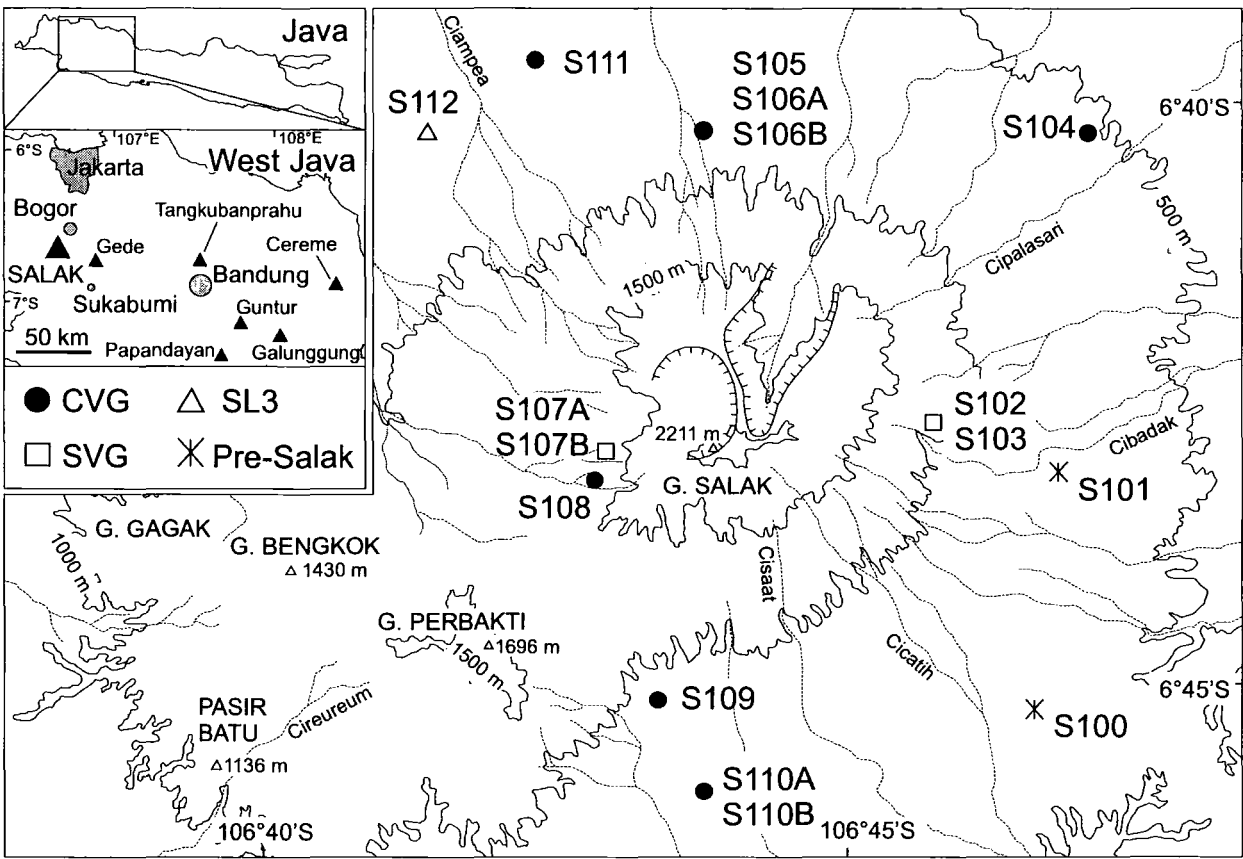 Java
107°E
108°E
6°S
West Java
Jakarta
Bogor
Tangkubanprahu
Gede
Cereme
SALAK
Bandung
7°S
Sukabumi
Guntur
50 km
Papandayan
Galunggung
CVG
SL3
SVG
Pre-Salak
Ciampea
S111
S105
S106A
S106B
S112
S104
6°40'S
500 m
Cipalasari
1500 m
S107A
S107B
2211 m
S102
S103
Cibadak
S108
G. SALAK
S101
G. GAGAK
G. BENGKOK
1430 m
1000 m
Cisaat
G. PERBAKTI
1696 m
1500 m
Cicatih
6°45'S
PASIR
BATU
Cireureum
S109
S100
1136 m
S110A
S110B
M
106°40'S
106°45'S